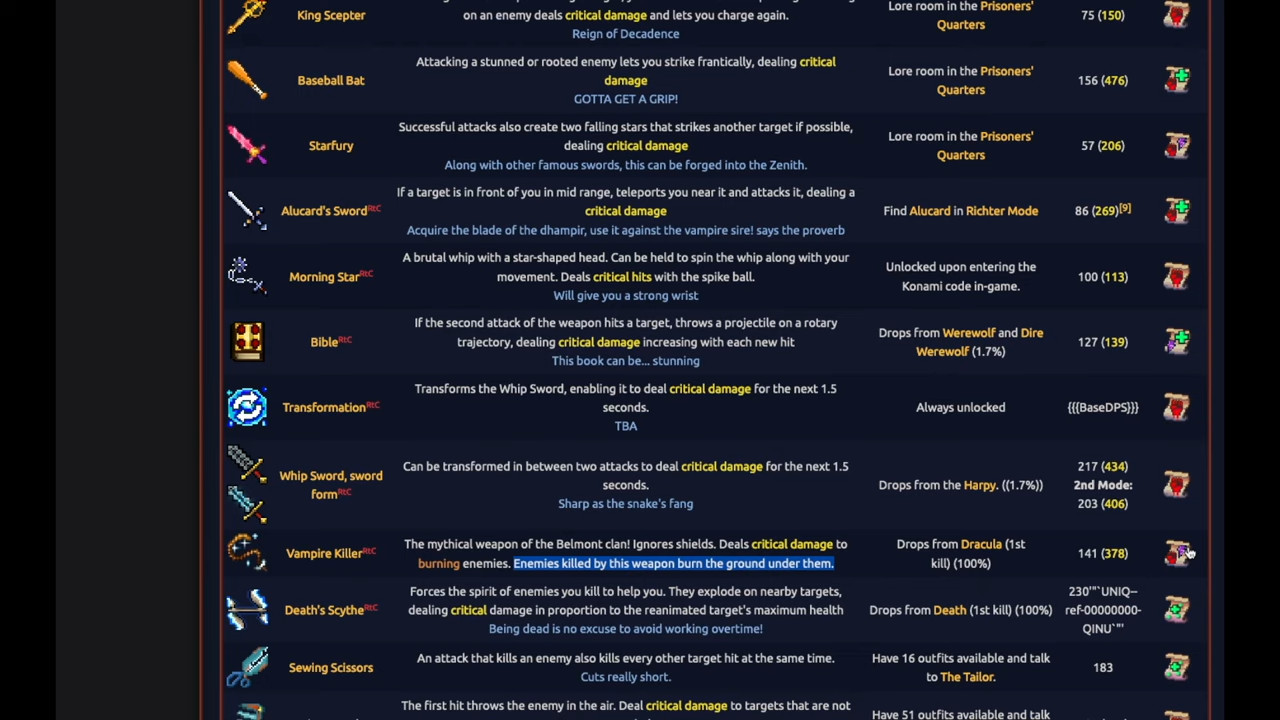 King Scepter
on an enemy deals critical damage and lets you charge again.
Reign of Decadence
Lore room in the Prisoners'
Quarters
75 (150)
Baseball Bat
Attacking a stunned or rooted enemy lets you strike frantically, dealing critical
damage
GOTTA GET A GRIP!
Lore room in the Prisoners'
Quarters
156 (476)
Starfury
Successful attacks also create two falling stars that strikes another target if possible,
dealing critical damage
Along with other famous swords, this can be forged into the Zenith.
Lore room in the Prisoners'
Quarters
57 (206)
Alucard's SwordRtC
If a target is in front of you in mid range, teleports you near it and attacks it, dealing a
critical damage
Acquire the blade of the dhampir, use it against the vampire sire! says the proverb
Find Alucard in Richter Mode
86 (269)[9]
Morning StarRtC
A brutal whip with a star-shaped head. Can be held to spin the whip along with your
movement. Deals critical hits with the spike ball.
Will give you a strong wrist
Unlocked upon entering the
Konami code in-game.
100 (113)
BibleRtC
If the second attack of the weapon hits a target, throws a projectile on a rotary
trajectory, dealing critical damage increasing with each new hit
This book can be... stunning
Drops from Werewolf and Dire
Werewolf (1.7%)
127 (139)
TransformationRtC
Transforms the Whip Sword, enabling it to deal critical damage for the next 1.5
seconds.
TBA
Always unlocked
{{{BaseDPS}}}
Whip Sword, sword
formRtC
Can be transformed in between two attacks to deal critical damage for the next 1.5
seconds.
Sharp as the snake's fang
Drops from the Harpy. ((1.7%))
217 (434)
2nd Mode:
203 (406)
Vampire KillerRtC
The mythical weapon of the Belmont clan! Ignores shields. Deals critical damage to
burning enemies. Enemies killed by this weapon burn the ground under them.
Drops from Dracula (1st
kill) (100%)
141 (378)
Death's ScytheRtC
Forces the spirit of enemies you kill to help you. They explode on nearby targets,
dealing critical damage in proportion to the reanimated target's maximum health
Being dead is no excuse to avoid working overtime!
Drops from Death (1st kill) (100%)
230'"`UNIQ--
ref-00000000-
QINU`"'
Sewing Scissors
An attack that kills an enemy also kills every other target hit at the same time.
Cuts really short.
Have 16 outfits available and talk
to The Tailor.
183
The first hit throws the enemy in the air. Deal critical damage to targets that are not
Have 51 outfits available and talk